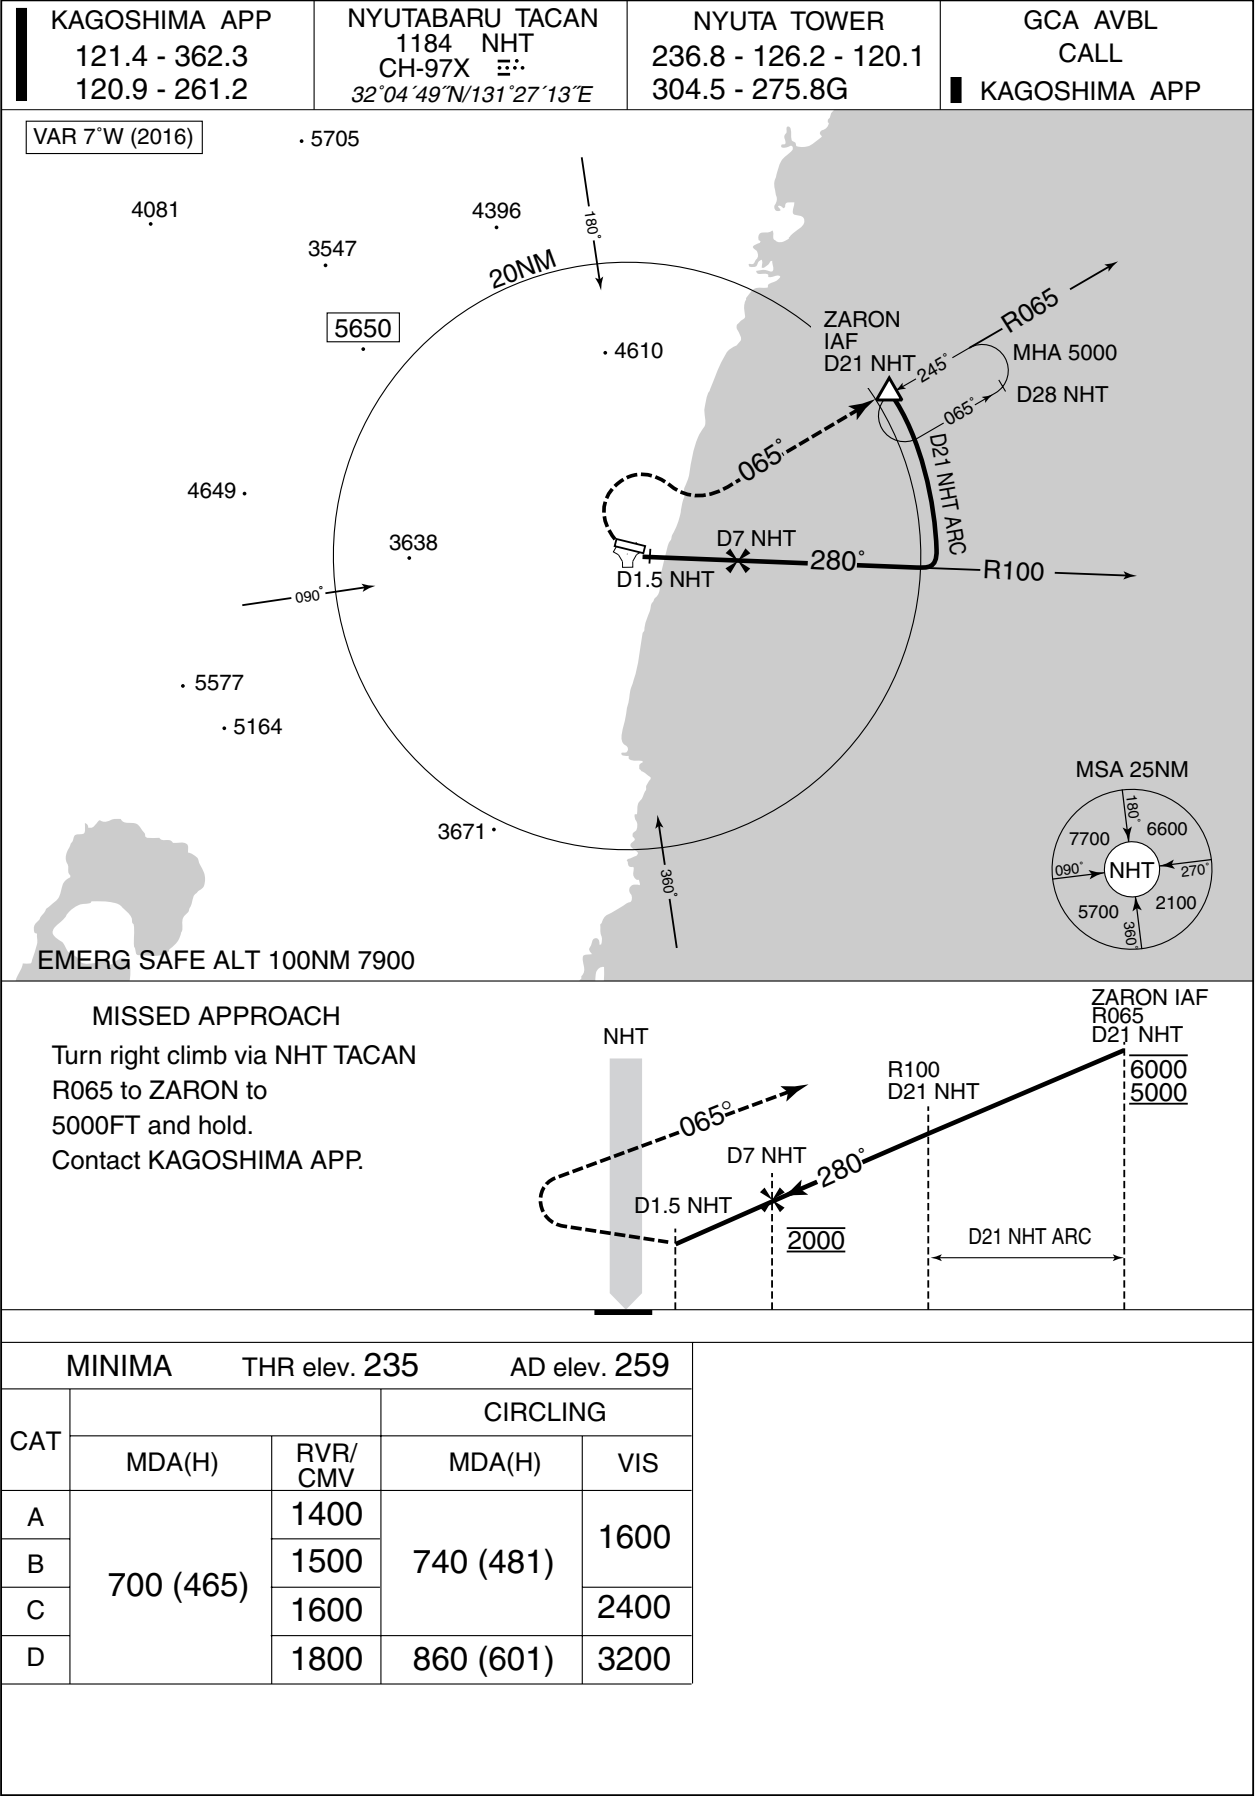 KAGOSHIMA APP
121.4 - 362.3
120.9 - 261.2
NYUTABARU TACAN
1184 NHT
CH-97X
32°04´49˝N/131°27´13˝E
NYUTA TOWER
236.8 - 126.2 - 120.1
304.5 - 275.8G
GCA AVBL
CALL
KAGOSHIMA APP
VAR 7°W (2016)
5705
4081
4396
3547
180°
20NM
5650
4610
ZARON
IAF
D21 NHT
R065
245°
MHA 5000
D28 NHT
065°
065°
D21 NHT ARC
4649
3638
D7 NHT
280°
D1.5 NHT
R100
090°
5577
5164
3671
360°
MSA 25NM
180°
7700
6600
090°
NHT
270°
5700
2100
360°
EMERG SAFE ALT 100NM 7900
MISSED APPROACH
Turn right climb via NHT TACAN
R065 to ZARON to
5000FT and hold.
Contact KAGOSHIMA APP.
NHT
065°
D1.5 NHT
D7 NHT
2000
280°
R100
D21 NHT
D21 NHT ARC
ZARON IAF
R065
D21 NHT
6000
5000
MINIMA THR elev. 235 AD elev. 259
CAT
CIRCLING
MDA(H)
RVR/
CMV
MDA(H)
VIS
A
1400
B
1500
C
1600
D
1800
700 (465)
740 (481)
1600
2400
860 (601)
3200